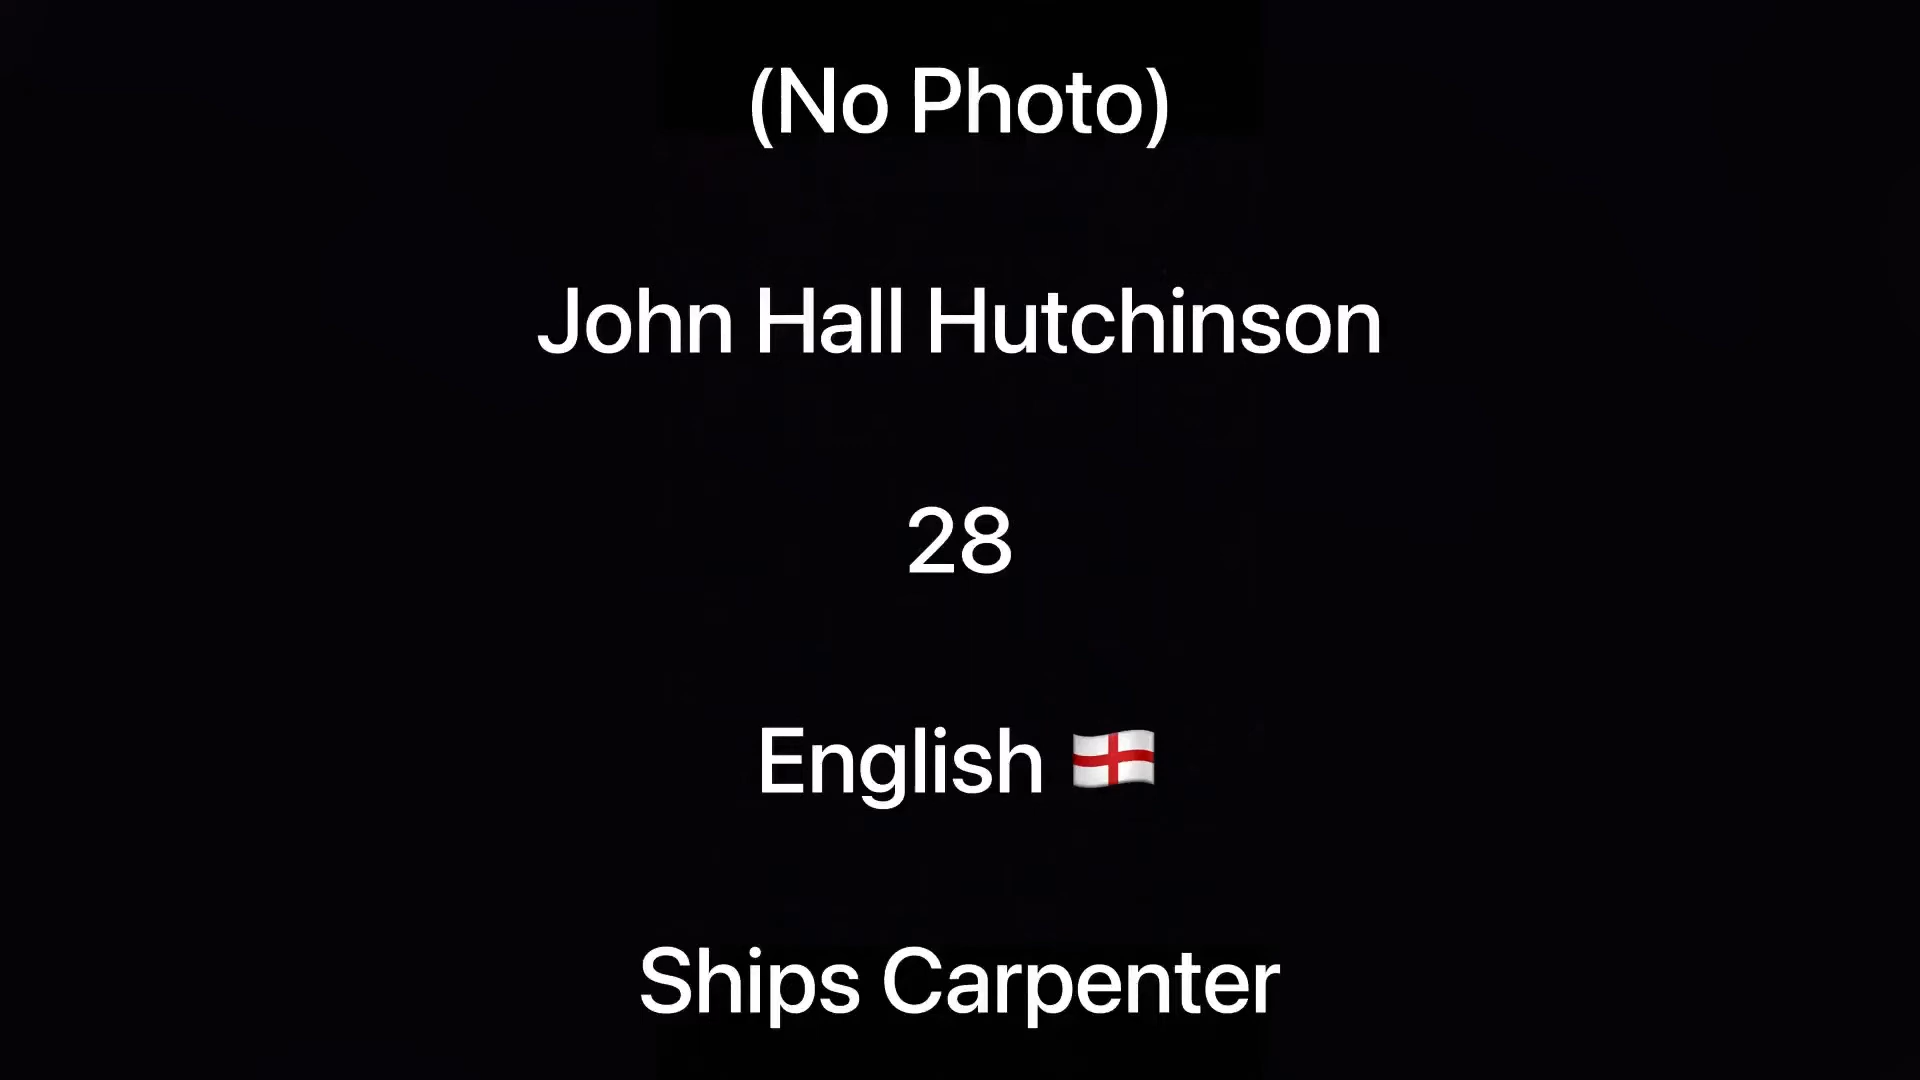 (No Photo)
John Hall Hutchinson
28
English 🏴󠁧󠁢󠁥󠁮󠁧󠁿
Ships Carpenter